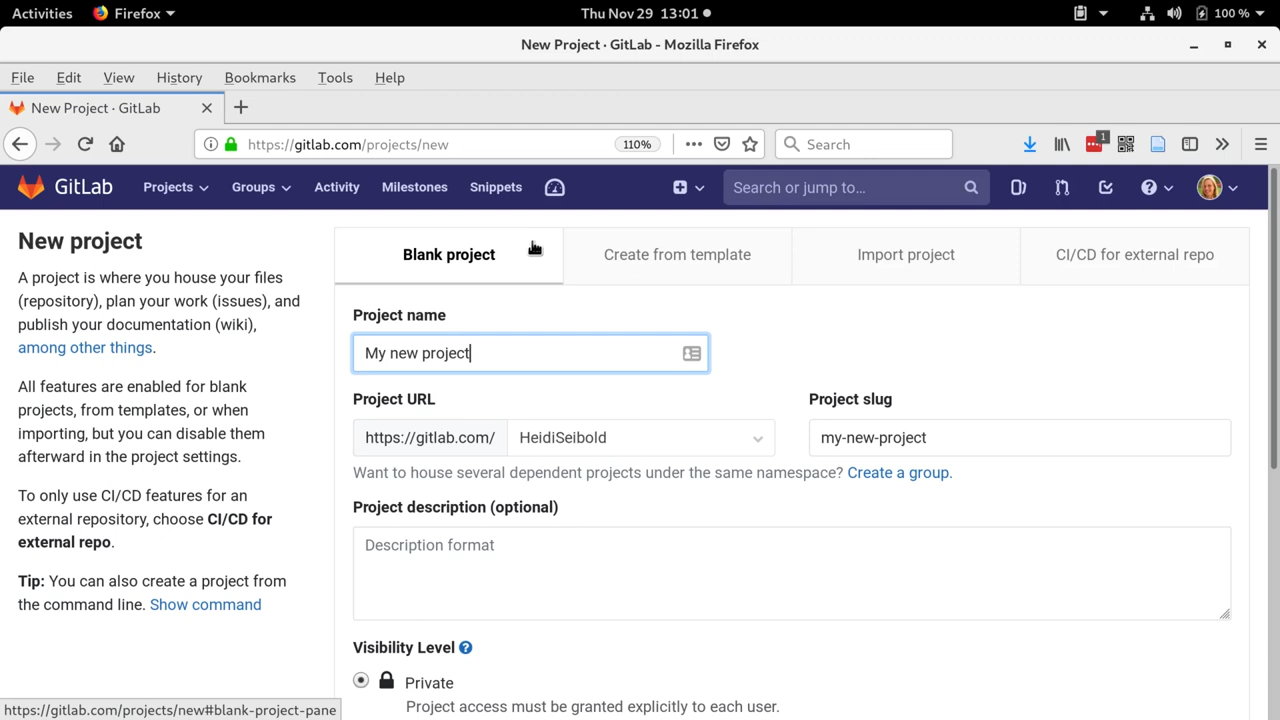 Activities Firefox Thu Nov 29 13:01 100 %
New Project · GitLab - Mozilla Firefox
File Edit View History Bookmarks Tools Help
New Project · GitLab
https://gitlab.com/projects/new 110% Search 1
GitLab Projects Groups Activity Milestones Snippets Search or jump to…
New project
A project is where you house your files
(repository), plan your work (issues), and
publish your documentation (wiki),
among other things.
All features are enabled for blank
projects, from templates, or when
importing, but you can disable them
afterward in the project settings.
To only use CI/CD features for an
external repository, choose CI/CD for
external repo.
Tip: You can also create a project from
the command line. Show command
Blank project Create from template Import project CI/CD for external repo
Project name
My new project
Project URL Project slug
https://gitlab.com/ HeidiSeibold my-new-project
Want to house several dependent projects under the same namespace? Create a group.
Project description (optional)
Description format
Visibility Level ?
Private
Project access must be granted explicitly to each user.
https://gitlab.com/projects/new#blank-project-pane